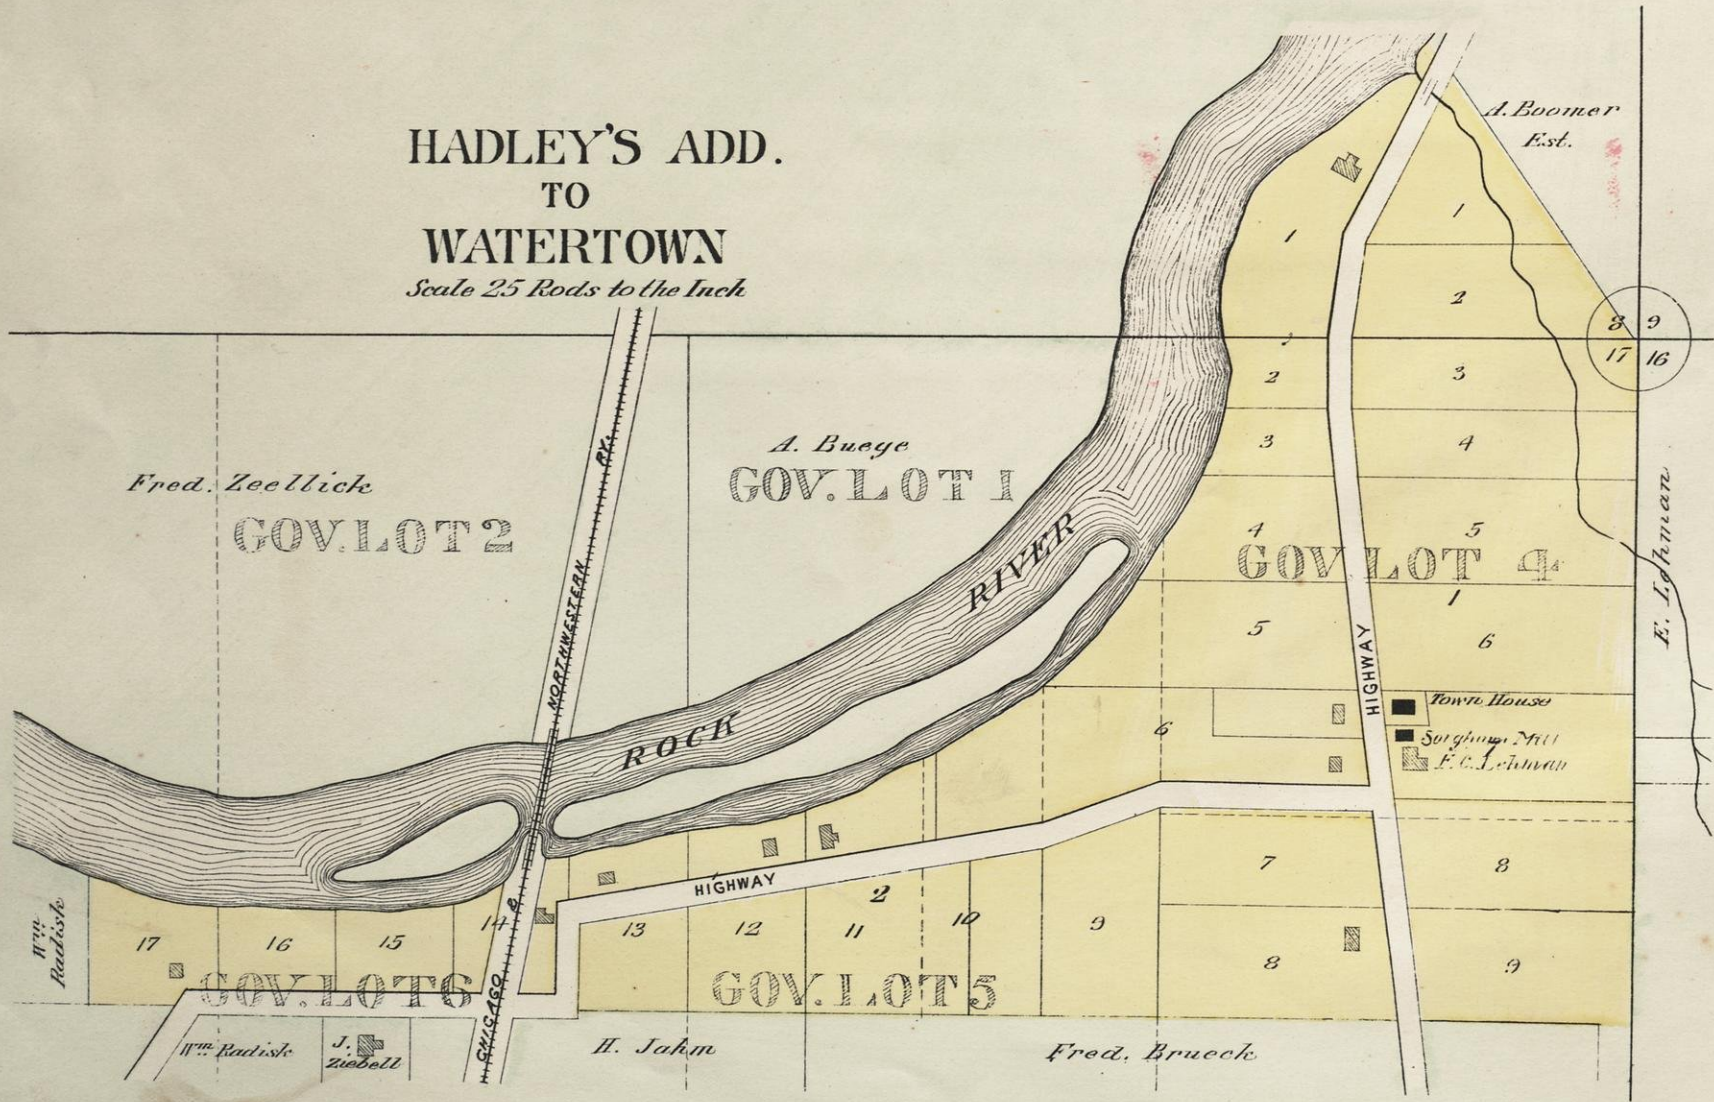 HADLEY'S ADD.
TO
WATERTOWN
Scale 25 Rods to the Inch
A. Boomer
Est.
1
1
2
8 9
17 16
2
3
3
4
A. Buege
GOV. LOT 1
Fred. Zeellick
GOV. LOT 2
4
5
GOV LOT 4
1
5
6
E. Lehman
CHICAGO & NORTHWESTERN RY.
ROCK RIVER
HIGHWAY
6
Town House
Sorghum Mill
7
F. C. Lehman
HIGHWAY
7
8
2
Wm
Radisk
17
16
15
14
13
12
11
10
9
8
9
GOV. LOT 6
GOV. LOT 5
Wm Radisk
J.
Ziebell
H. Jahm
Fred. Brueck